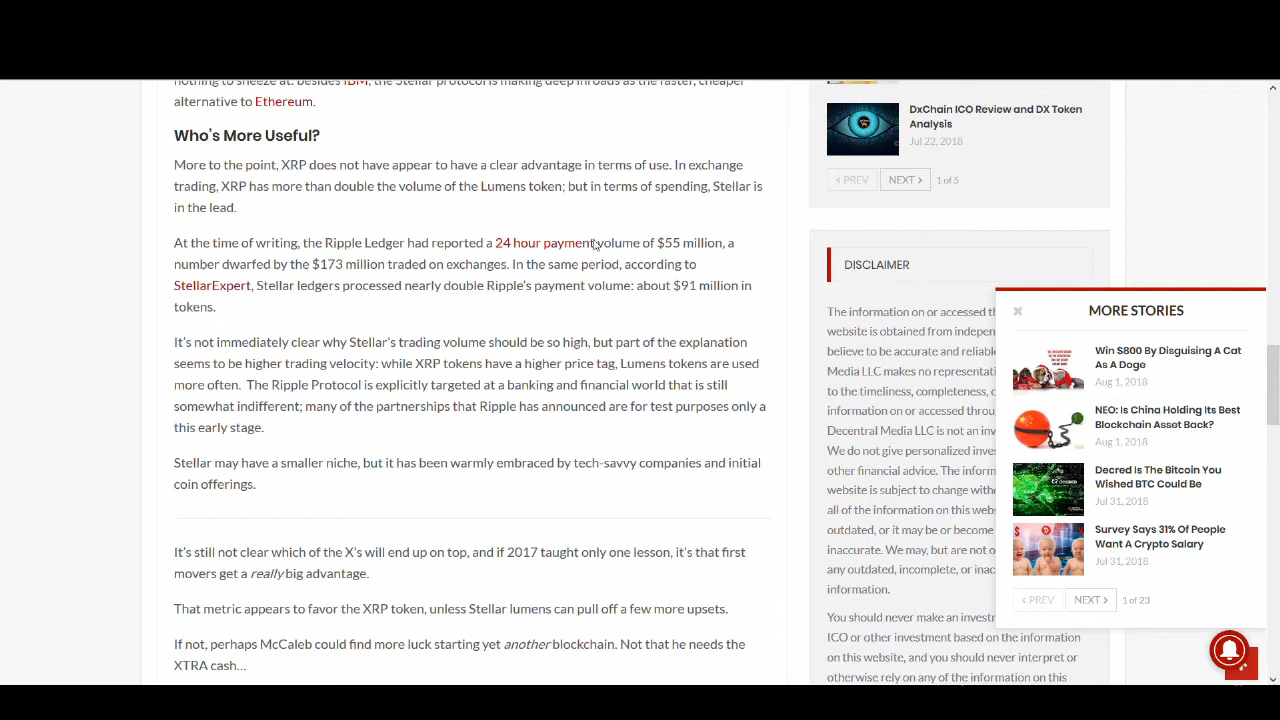 nothing to sneeze at: besides IBM, the Stellar protocol is making deep inroads as the faster, cheaper
alternative to Ethereum.
Who's More Useful?
More to the point, XRP does not have appear to have a clear advantage in terms of use. In exchange
trading, XRP has more than double the volume of the Lumens token; but in terms of spending, Stellar is
in the lead.
At the time of writing, the Ripple Ledger had reported a 24 hour payment volume of $55 million, a
number dwarfed by the $173 million traded on exchanges. In the same period, according to
StellarExpert, Stellar ledgers processed nearly double Ripple's payment volume: about $91 million in
tokens.
It's not immediately clear why Stellar's trading volume should be so high, but part of the explanation
seems to be higher trading velocity: while XRP tokens have a higher price tag, Lumens tokens are used
more often. The Ripple Protocol is explicitly targeted at a banking and financial world that is still
somewhat indifferent; many of the partnerships that Ripple has announced are for test purposes only a
this early stage.
Stellar may have a smaller niche, but it has been warmly embraced by tech-savvy companies and initial
coin offerings.
It's still not clear which of the X's will end up on top, and if 2017 taught only one lesson, it's that first
movers get a really big advantage.
That metric appears to favor the XRP token, unless Stellar lumens can pull off a few more upsets.
If not, perhaps McCaleb could find more luck starting yet another blockchain. Not that he needs the
XTRA cash…
DxChain ICO Review and DX Token
Analysis
Jul 22, 2018
< PREV
NEXT >
1 of 5
DISCLAIMER
The information on or accessed th
website is obtained from indepen
believe to be accurate and reliable
Media LLC makes no representati
to the timeliness, completeness, o
information on or accessed throu
Decentral Media LLC is not an inv
We do not give personalized inves
other financial advice. The inform
website is subject to change witho
all of the information on this webs
outdated, or it may be or become
inaccurate. We may, but are not o
any outdated, incomplete, or inac
information.
You should never make an investm
ICO or other investment based on the information
on this website, and you should never interpret or
otherwise rely on any of the information on this
MORE STORIES
Win $800 By Disguising A Cat
As A Doge
Aug 1, 2018
NEO: Is China Holding Its Best
Blockchain Asset Back?
Aug 1, 2018
Decred Is The Bitcoin You
Wished BTC Could Be
Jul 31, 2018
Survey Says 31% Of People
Want A Crypto Salary
Jul 31, 2018
< PREV
NEXT >
1 of 23